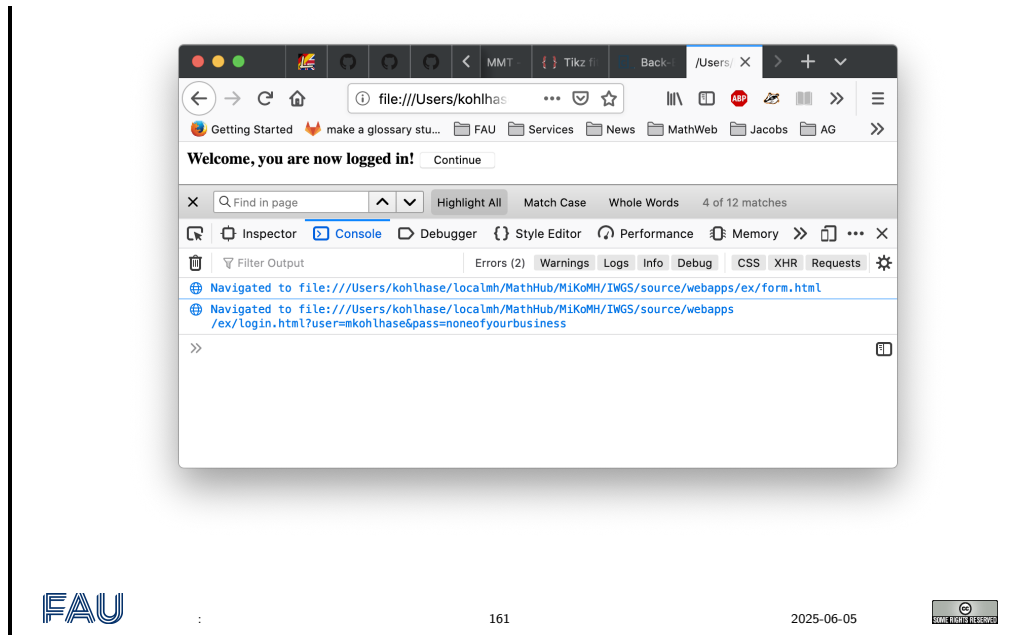 MMT -
{ } Tikz fi
Back-
/Users/
file:///Users/kohlhas
ABP
Getting Started make a glossary stu... FAU Services News MathWeb Jacobs AG
Welcome, you are now logged in! Continue
Find in page Highlight All Match Case Whole Words 4 of 12 matches
Inspector Console Debugger {} Style Editor Performance Memory
Filter Output Errors (2) Warnings Logs Info Debug CSS XHR Requests
Navigated to file:///Users/kohlhase/localmh/MathHub/MiKoMH/IWGS/source/webapps/ex/form.html
Navigated to file:///Users/kohlhase/localmh/MathHub/MiKoMH/IWGS/source/webapps
/ex/login.html?user=mkohlhase&pass=noneofyourbusiness
FAU : 161 2025-06-05 cc
SOME RIGHTS RESERVED